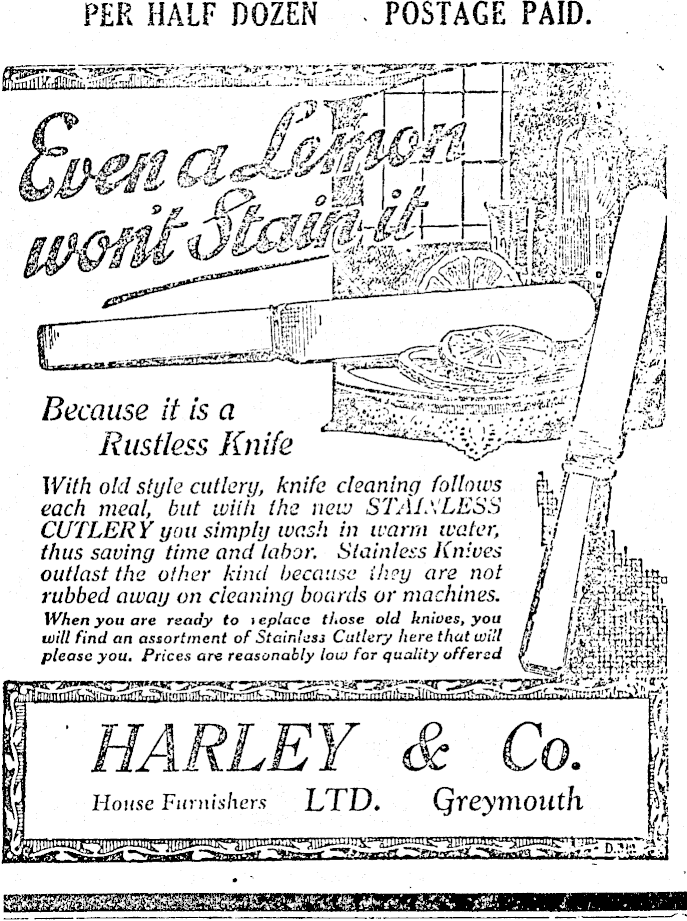 PER HALF DOZEN POSTAGE PAID.
Even a Lemon
won't Stain it
Because it is a
Rustless Knife
With old style cutlery, knife cleaning follows
each meal, but with the new STAINLESS
CUTLERY you simply wash in warm water,
thus saving time and labor. Stainless Knives
outlast the other kind because they are not
rubbed away on cleaning boards or machines.
When you are ready to replace those old knives, you
will find an assortment of Stainless Cutlery here that will
please you. Prices are reasonably low for quality offered
HARLEY & Co.
House Furnishers LTD. Greymouth